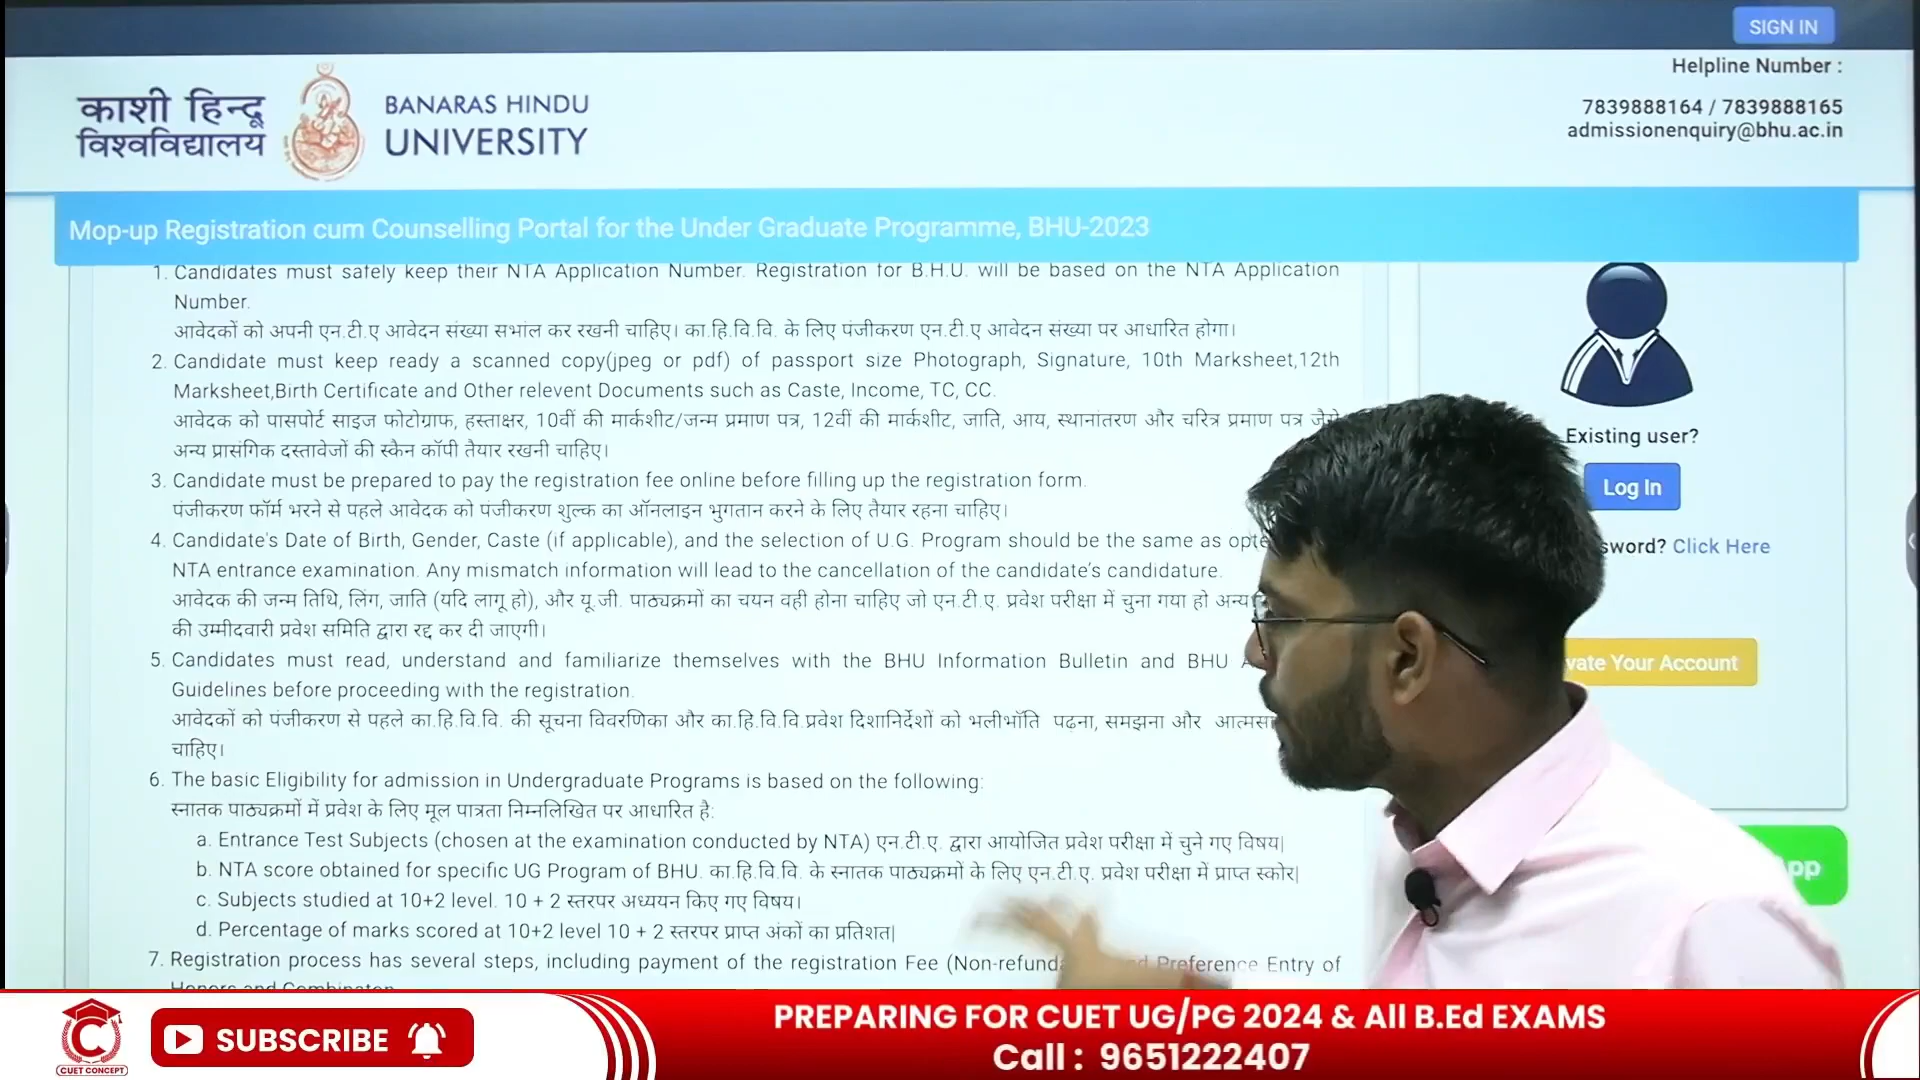 SIGN IN
Helpline Number :
काशी हिन्दू
विश्वविद्यालय
BANARAS HINDU
UNIVERSITY
7839888164 / 7839888165
admissionenquiry@bhu.ac.in
Mop-up Registration cum Counselling Portal for the Under Graduate Programme, BHU-2023
1. Candidates must safely keep their NTA Application Number. Registration for B.H.U. will be based on the NTA Application
Number.
आवेदकों को अपनी एन.टी.ए आवेदन संख्या सभांल कर रखनी चाहिए। का.हि.वि.वि. के लिए पंजीकरण एन.टी.ए आवेदन संख्या पर आधारित होगा।
2. Candidate must keep ready a scanned copy(jpeg or pdf) of passport size Photograph, Signature, 10th Marksheet,12th
Marksheet,Birth Certificate and Other relevent Documents such as Caste, Income, TC, CC.
आवेदक को पासपोर्ट साइज फोटोग्राफ, हस्ताक्षर, 10वीं की मार्कशीट/जन्म प्रमाण पत्र, 12वीं की मार्कशीट, जाति, आय, स्थानांतरण और चरित्र प्रमाण पत्र जैसे
अन्य प्रासंगिक दस्तावेजों की स्कैन कॉपी तैयार रखनी चाहिए।
3. Candidate must be prepared to pay the registration fee online before filling up the registration form.
पंजीकरण फॉर्म भरने से पहले आवेदक को पंजीकरण शुल्क का ऑनलाइन भुगतान करने के लिए तैयार रहना चाहिए।
4. Candidate's Date of Birth, Gender, Caste (if applicable), and the selection of U.G. Program should be the same as
NTA entrance examination. Any mismatch information will lead to the cancellation of the candidate's candidature.
आवेदक की जन्म तिथि, लिंग, जाति (यदि लागू हो), और यू.जी. पाठ्यक्रमों का चयन वही होना चाहिए जो एन.टी.ए. प्रवेश परीक्षा में चुना गया हो
की उम्मीदवारी प्रवेश समिति द्वारा रद्द कर दी जाएगी।
5. Candidates must read, understand and familiarize themselves with the BHU Information Bulletin and BHU
Guidelines before proceeding with the registration.
आवेदकों को पंजीकरण से पहले का.हि.वि.वि. की सूचना विवरणिका और का.हि.वि.वि प्रवेश दिशानिर्देशों को भलीभाँति पढ़ना, समझना और
चाहिए।
6. The basic Eligibility for admission in Undergraduate Programs is based on the following:
स्नातक पाठ्यक्रमों में प्रवेश के लिए मूल पात्रता निम्नलिखित पर आधारित है:
a. Entrance Test Subjects (chosen at the examination conducted by NTA) एन.टी.ए. द्वारा आयोजित प्रवेश परीक्षा में चुने गए विषय|
b. NTA score obtained for specific UG Program of BHU. का.हि.वि.वि. के स्नातक पाठ्यक्रमों के लिए एन.टी.ए. प्रवेश परीक्षा में प्राप्त स्कोर|
c. Subjects studied at 10+2 level. 10 + 2 स्तरपर अध्ययन किए गए विषय।
d. Percentage of marks scored at 10+2 level 10 + 2 स्तरपर प्राप्त अंकों का प्रतिशत|
7. Registration process has several steps, including payment of the registration Fee Preference Entry of
Existing user?
Log In
Click Here
Your Account
CUET CONCEPT
SUBSCRIBE
PREPARING FOR CUET UG/PG 2024 & All B.Ed EXAMS
Call : 9651222407